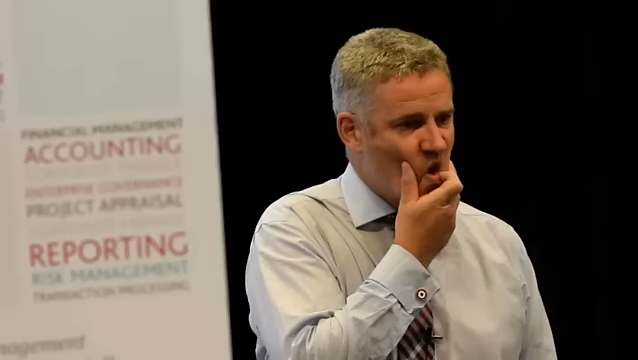 FINANCIAL MANAGEMENT
ACCOUNTING
ENTERPRISE GOVERNANCE
PROJECT APPRAISAL
REPORTING
RISK MANAGEMENT
TRANSACTION PROCESSING